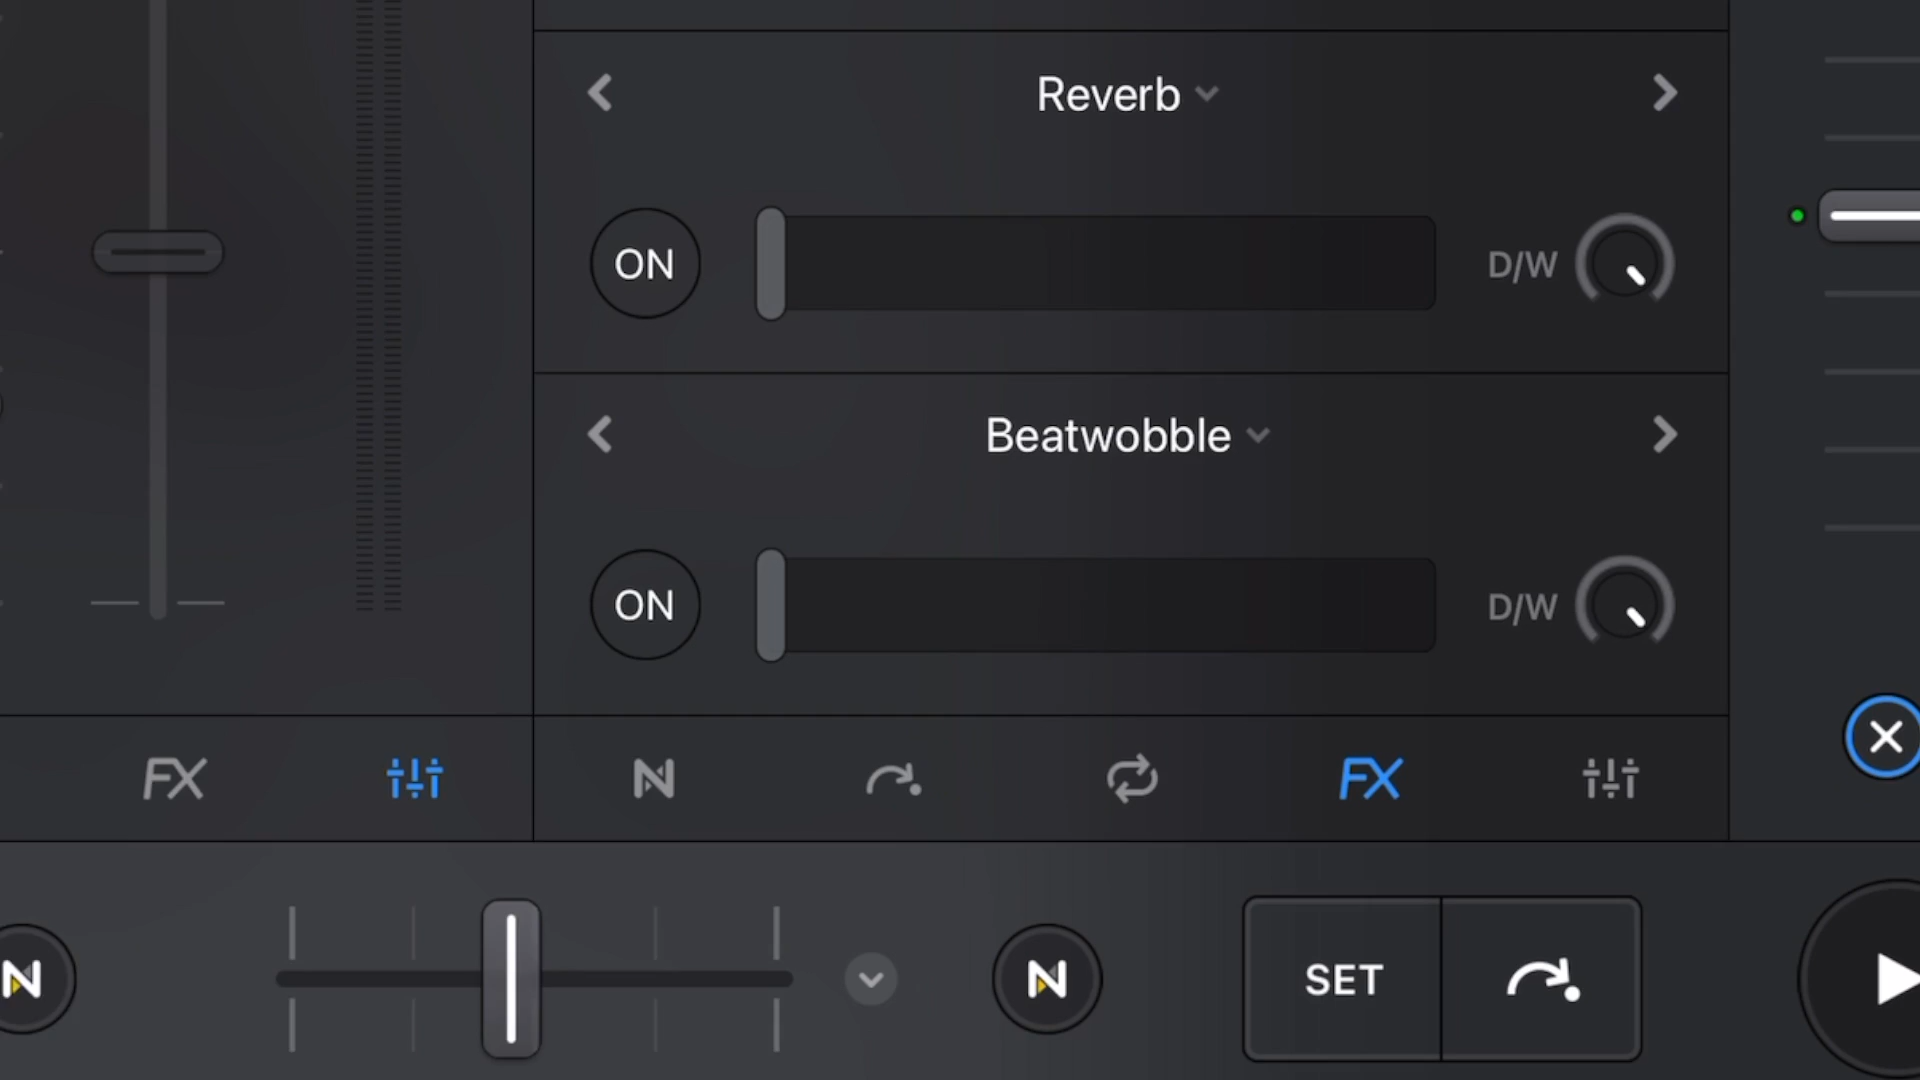 Reverb
ON
D/W
Beatwobble
ON
D/W
FX
FX
SET